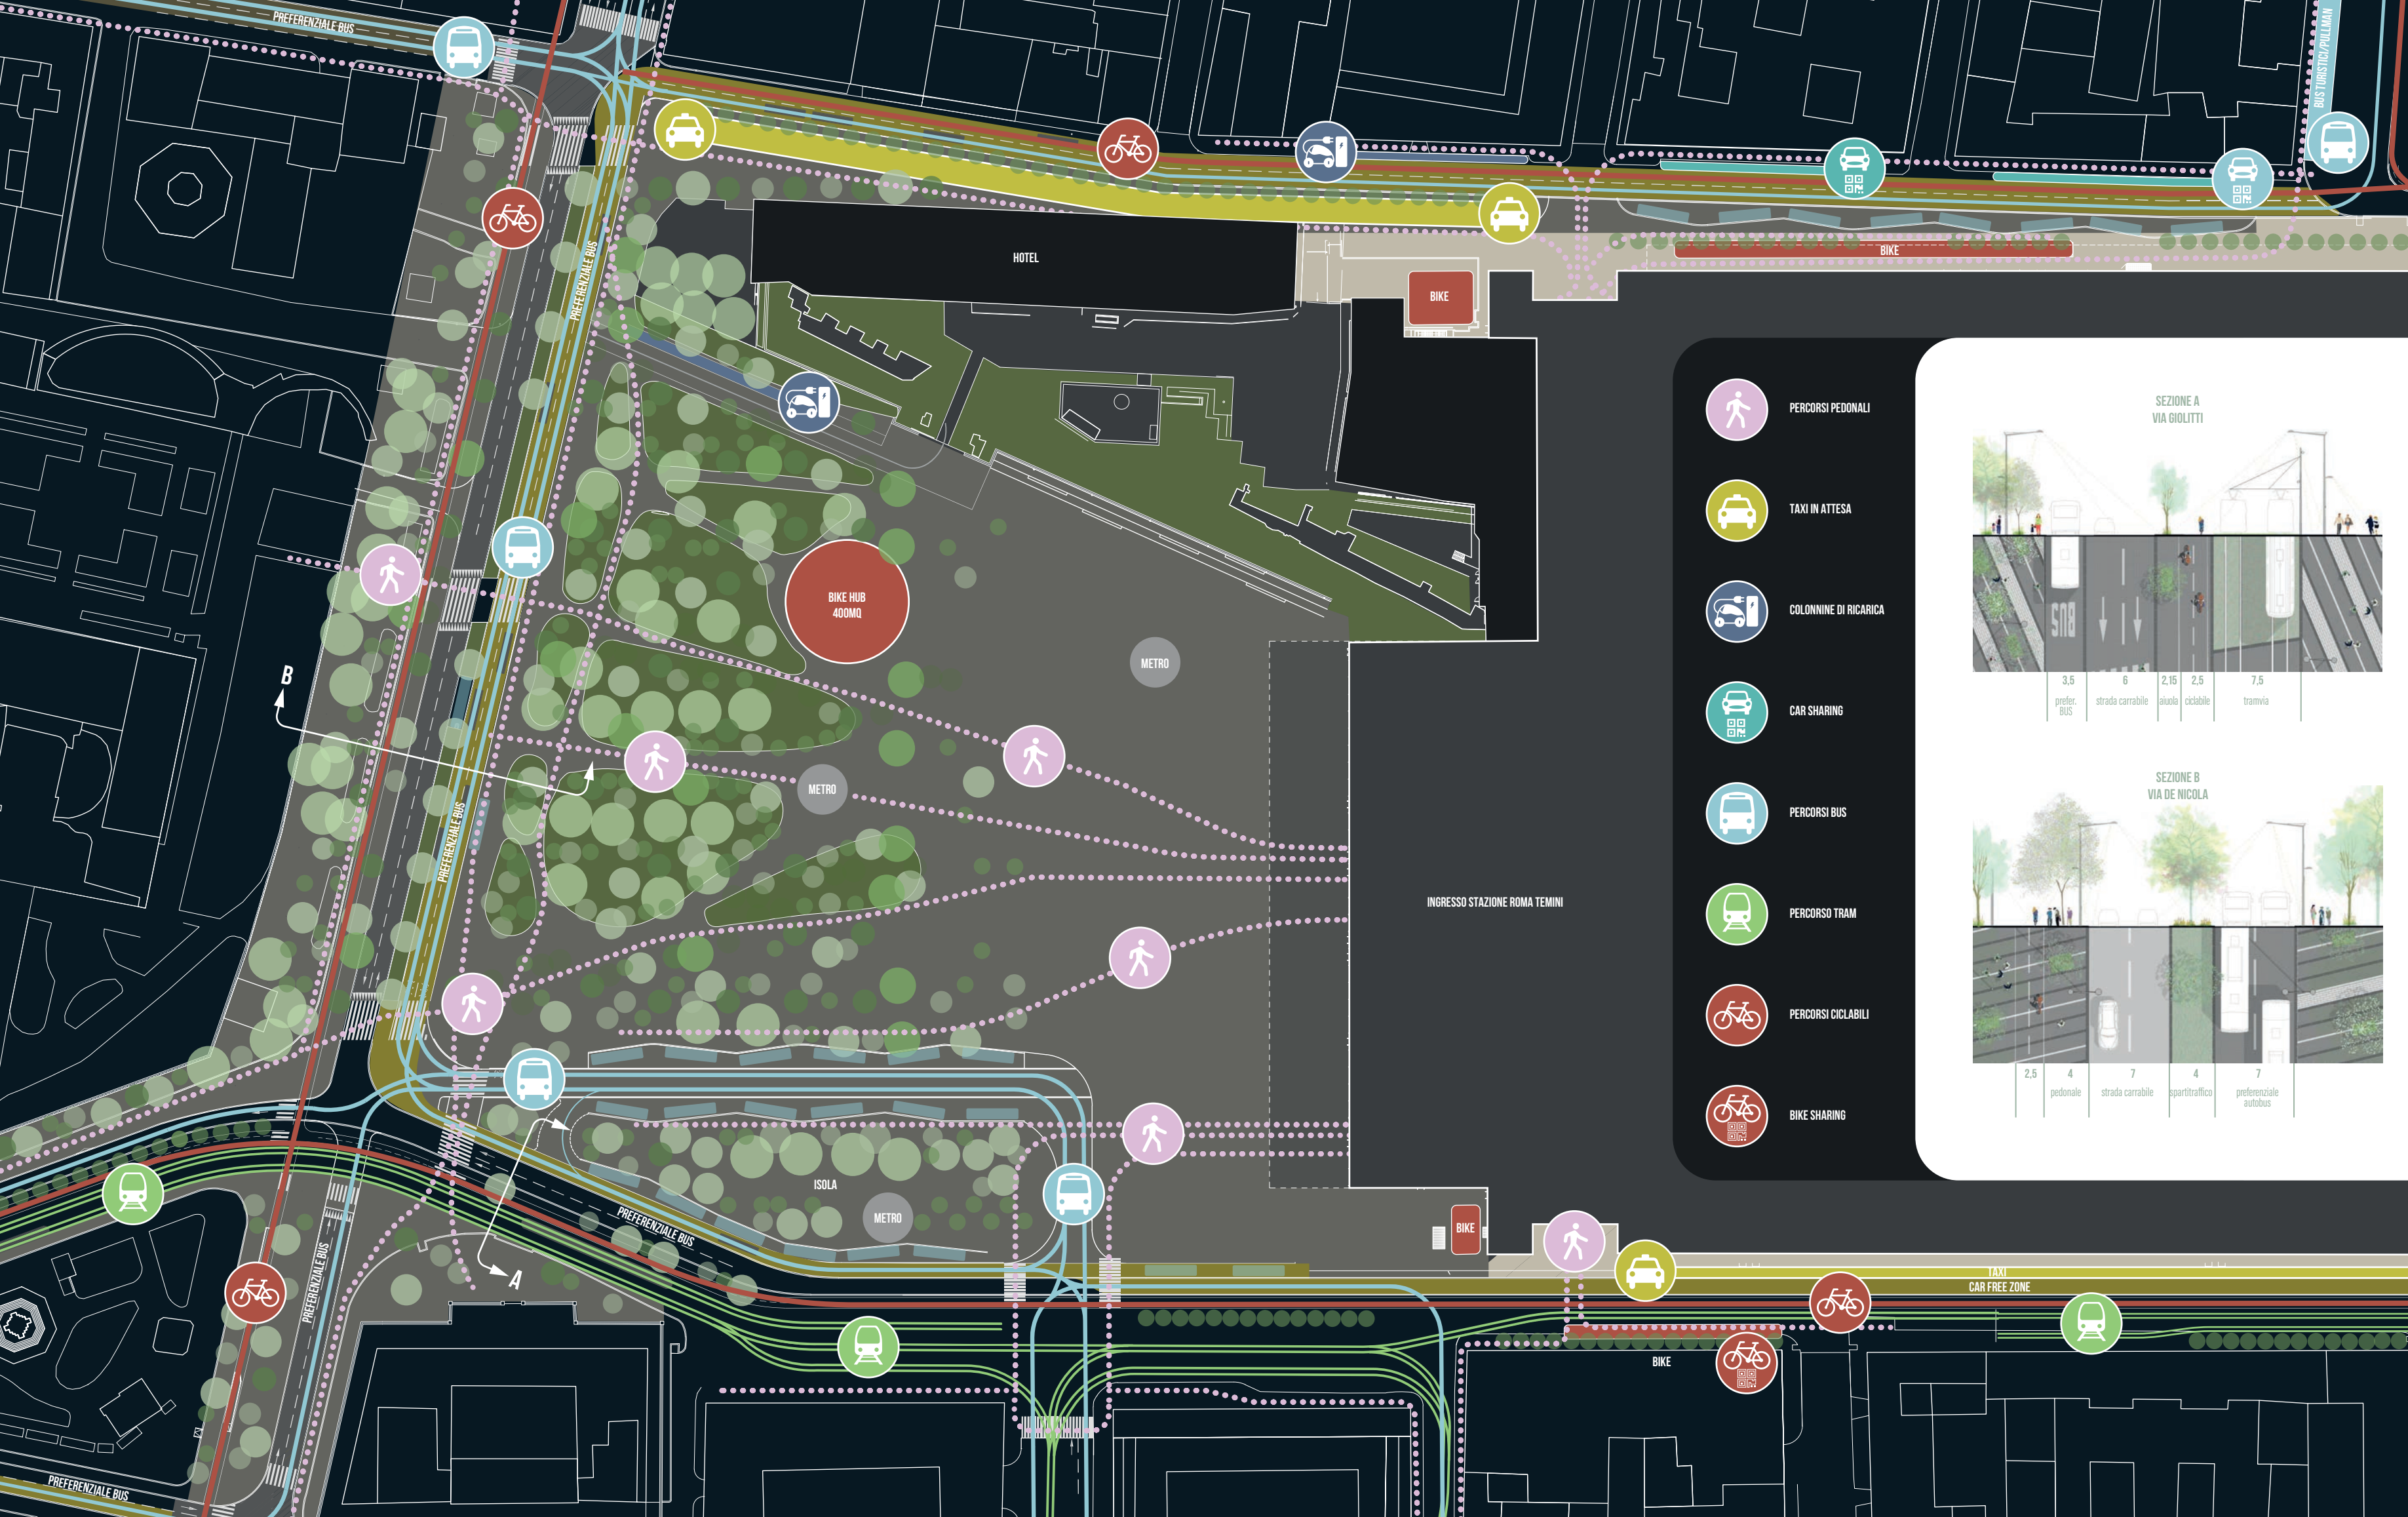 PREFERENZIALE BUS
BUS TURISTICI/PULLMAN
PREFERENZIALE BUS
HOTEL
BIKE
BIKE
BIKE HUB
400MQ
METRO
METRO
B
PREFERENZIALE BUS
INGRESSO STAZIONE ROMA TEMINI
ISOLA
METRO
PREFERENZIALE BUS
A
PREFERENZIALE BUS
PREFERENZIALE BUS
BIKE
TAXI
CAR FREE ZONE
BIKE
PERCORSI PEDONALI
TAXI IN ATTESA
COLONNINE DI RICARICA
CAR SHARING
PERCORSI BUS
PERCORSO TRAM
PERCORSI CICLABILI
BIKE SHARING
SEZIONE A
VIA GIOLITTI
BUS
3,5
6
2,15
2,5
7,5
prefer.
BUS
strada carrabile
aiuola
ciclabile
tramvia
SEZIONE B
VIA DE NICOLA
2,5
4
7
4
7
pedonale
strada carrabile
spartitraffico
preferenziale
autobus